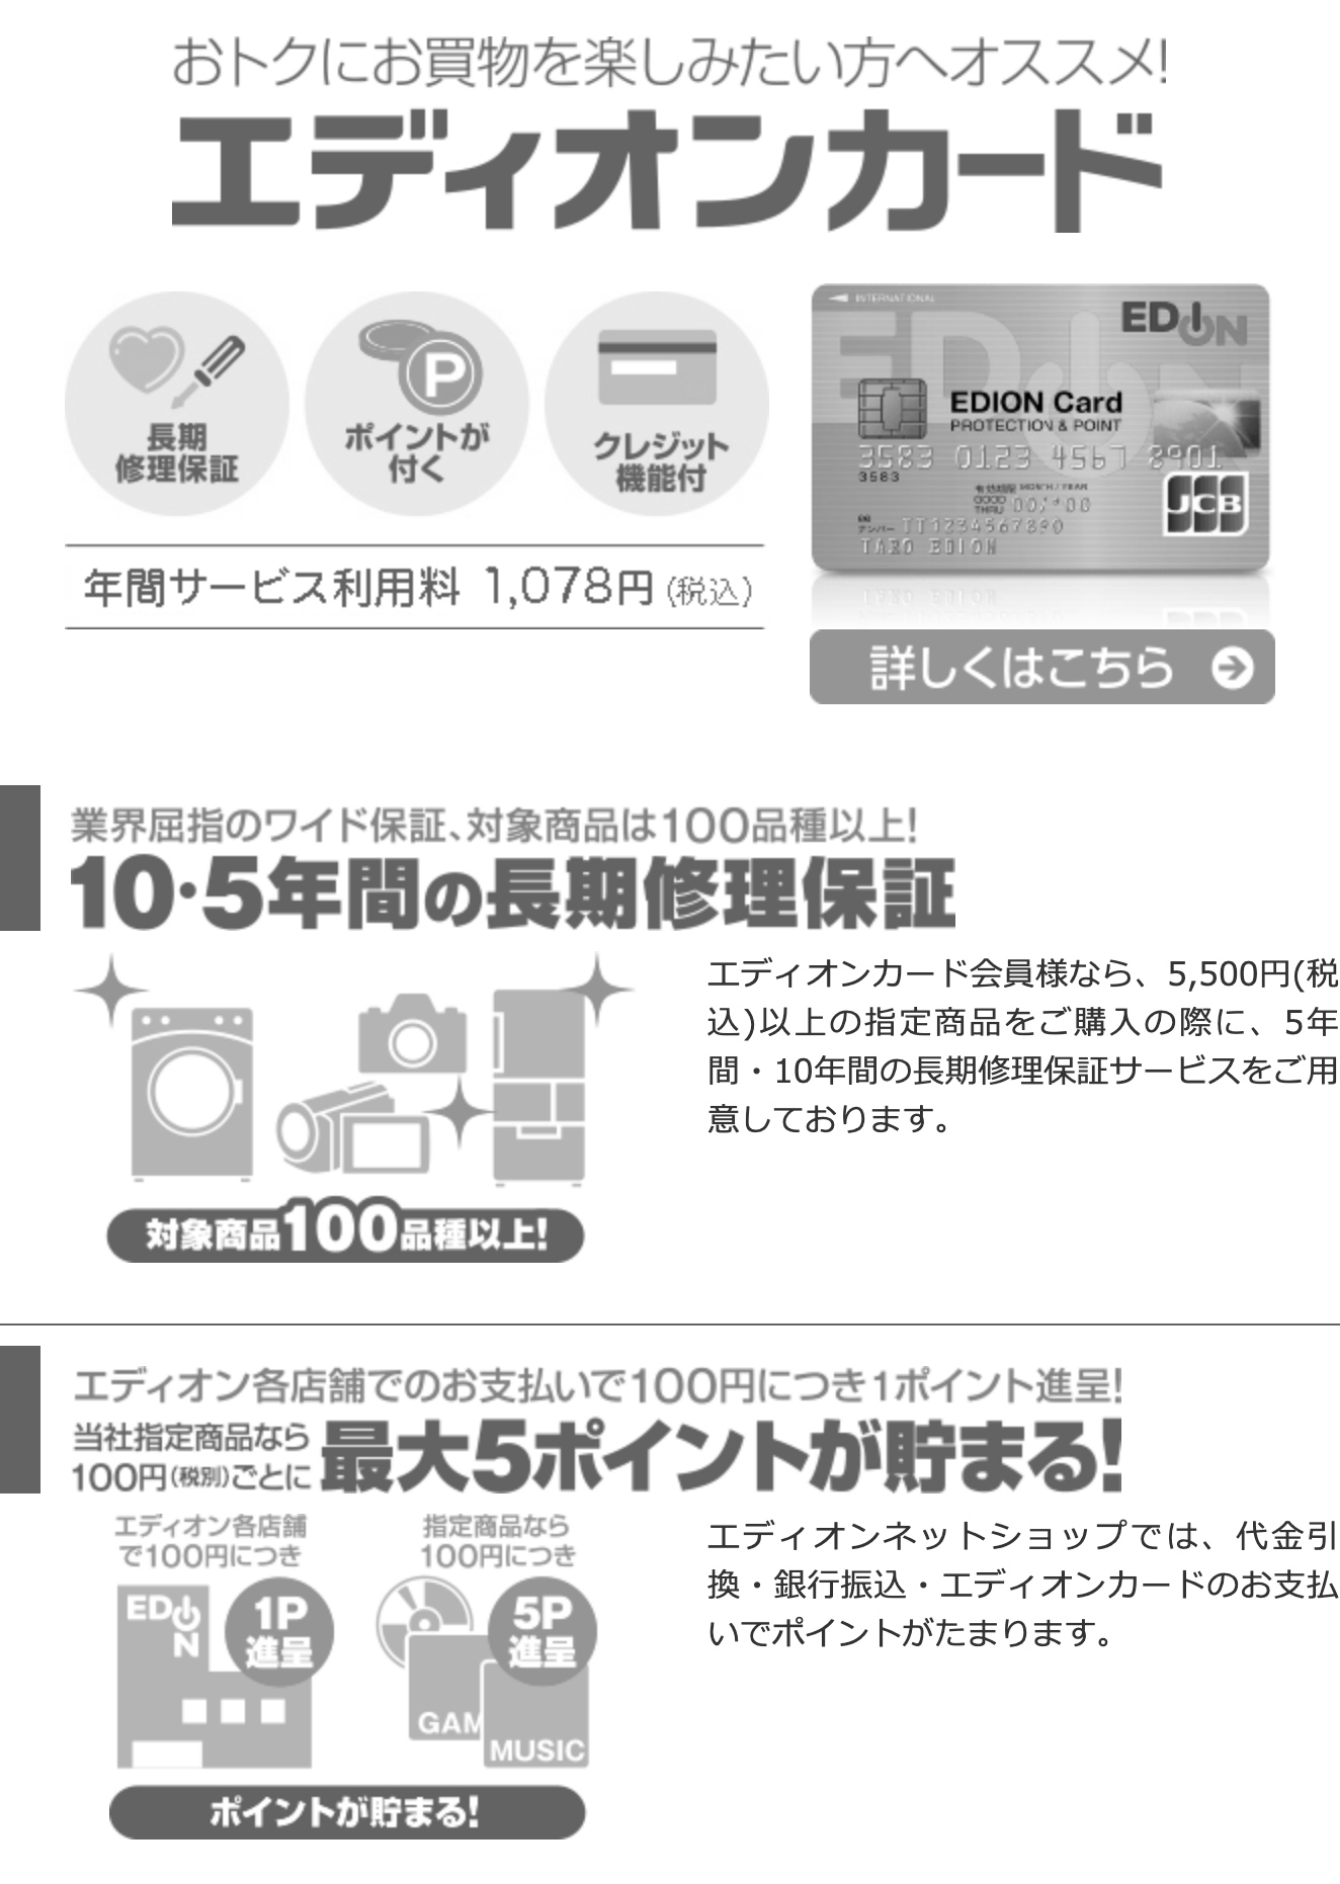 おトクにお買物を楽しみたい方へオススメ!
エディオンカード
長期
修理保証
ポイントが
付く
クレジット
機能付
年間サービス利用料 1,078円(税込)
INTERNATIONAL
EDION
EDION Card
PROTECTION & POINT
3583 0123 4567 8901
3583
有効期限 MONTH / YEAR
GOOD
THRU 00/*00
TT1234567890
TARO EDION
JCB
詳しくはこちら
業界屈指のワイド保証、対象商品は100品種以上!
10・5年間の長期修理保証
エディオンカード会員様なら、5,500円(税
込)以上の指定商品をご購入の際に、5年
間・10年間の長期修理保証サービスをご用
意しております。
対象商品100品種以上!
エディオン各店舗でのお支払いで100円につき1ポイント進呈!
当社指定商品なら
100円(税別)ごとに
最大5ポイントが貯まる!
エディオン各店舗
で100円につき
EDION
1P
進呈
指定商品なら
100円につき
5P
進呈
GAM
MUSIC
エディオンネットショップでは、代金引
換・銀行振込・エディオンカードのお支払
いでポイントがたまります。
ポイントが貯まる!